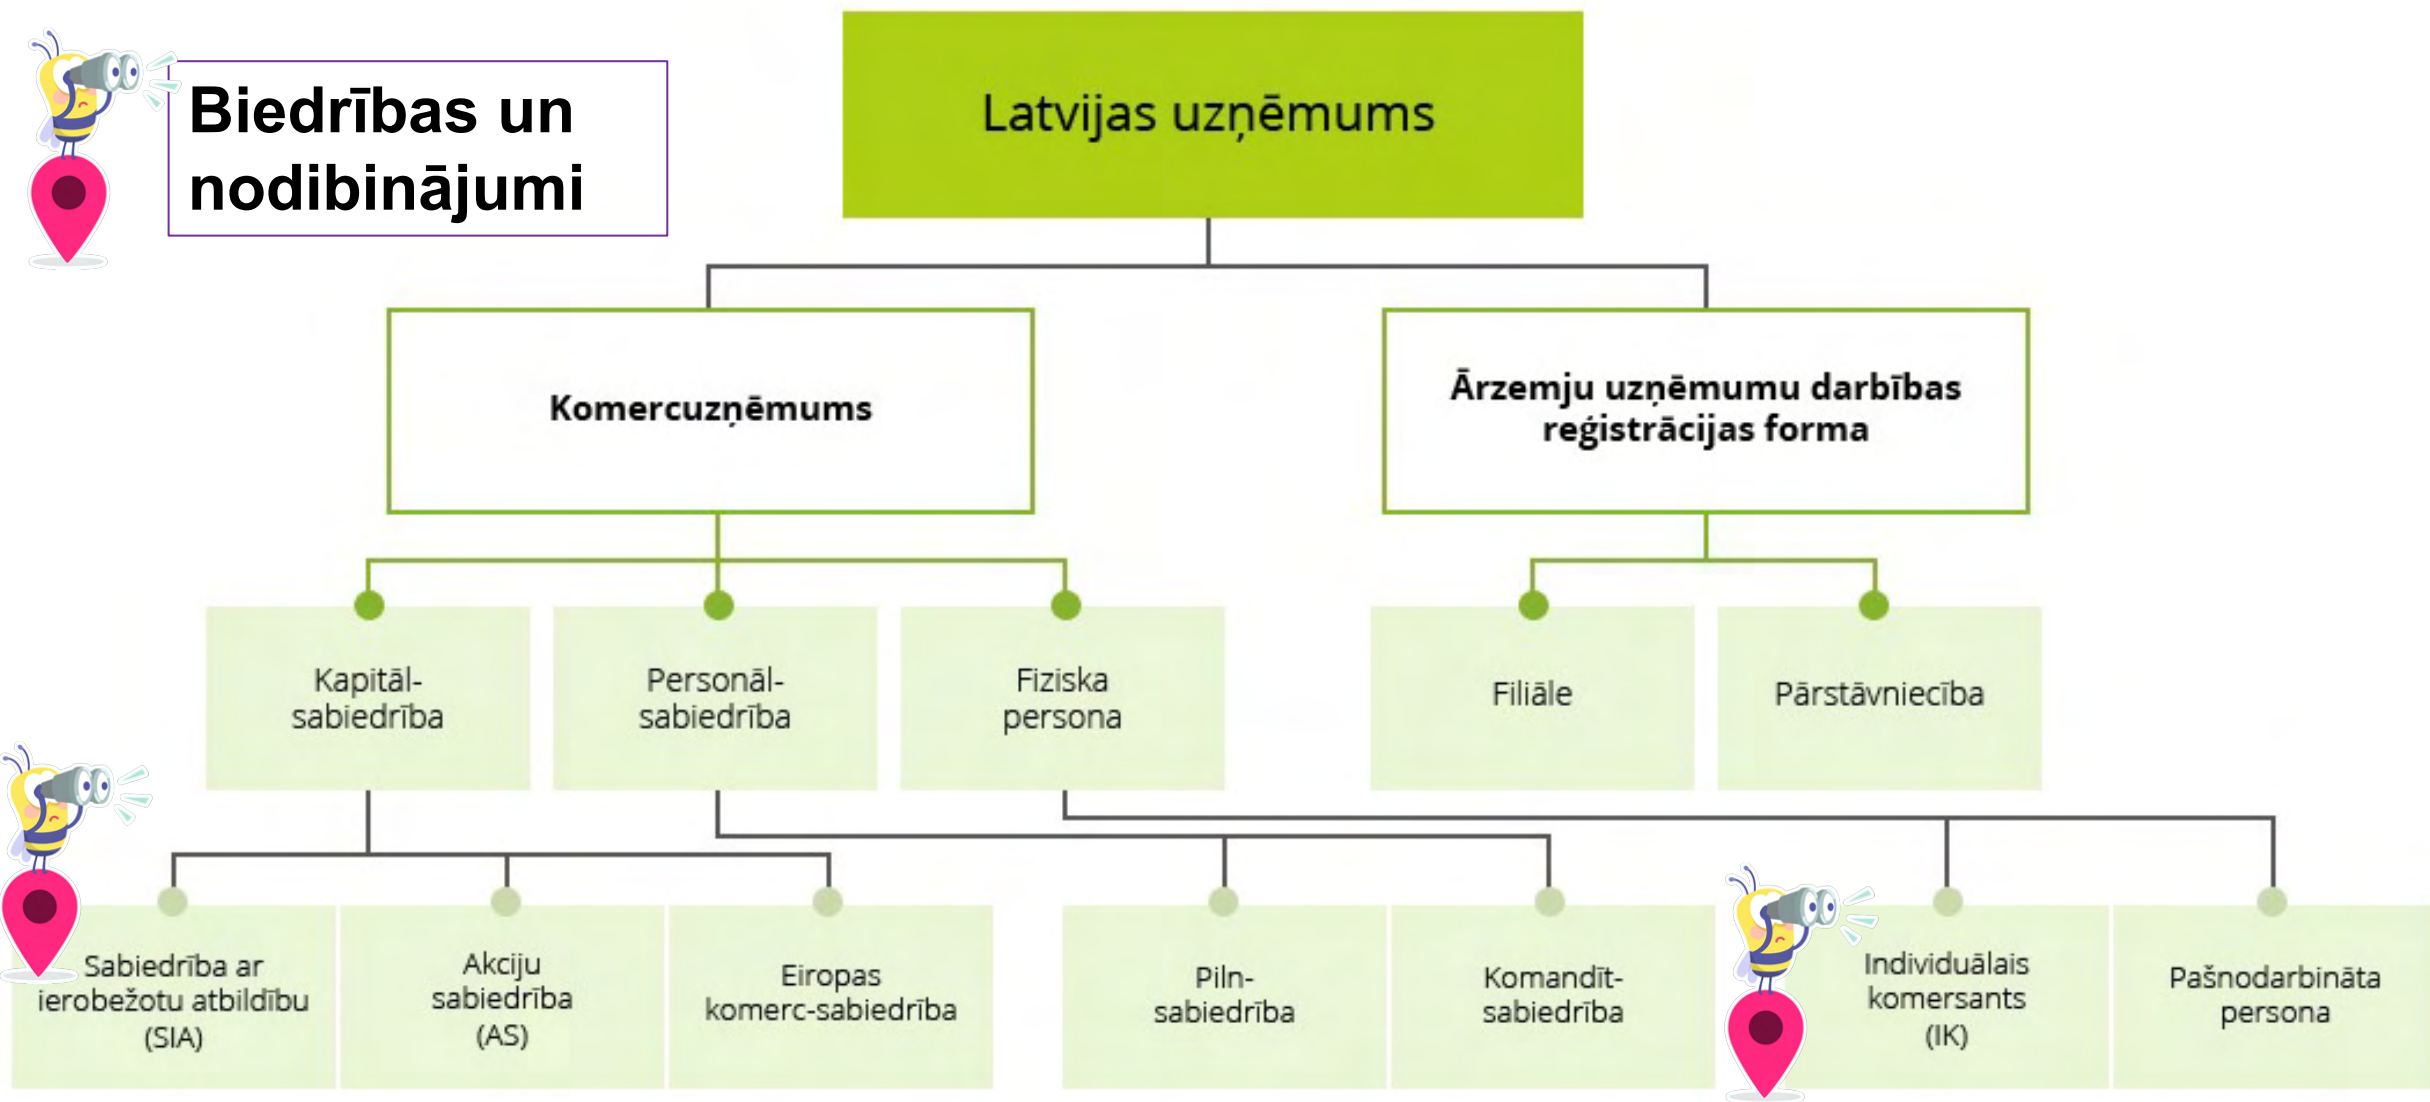 Biedrības un
nodibinājumi
Latvijas uzņēmums
Komercuzņēmums
Ārzemju uzņēmumu darbības
reģistrācijas forma
Kapitāl-
sabiedrība
Personāl-
sabiedrība
Fiziska
persona
Filiāle
Pārstāvniecība
Sabiedrība ar
ierobežotu atbildību
(SIA)
Akciju
sabiedrība
(AS)
Eiropas
komerc-sabiedrība
Piln-
sabiedrība
Komandīt-
sabiedrība
Individuālais
komersants
(IK)
Pašnodarbināta
persona